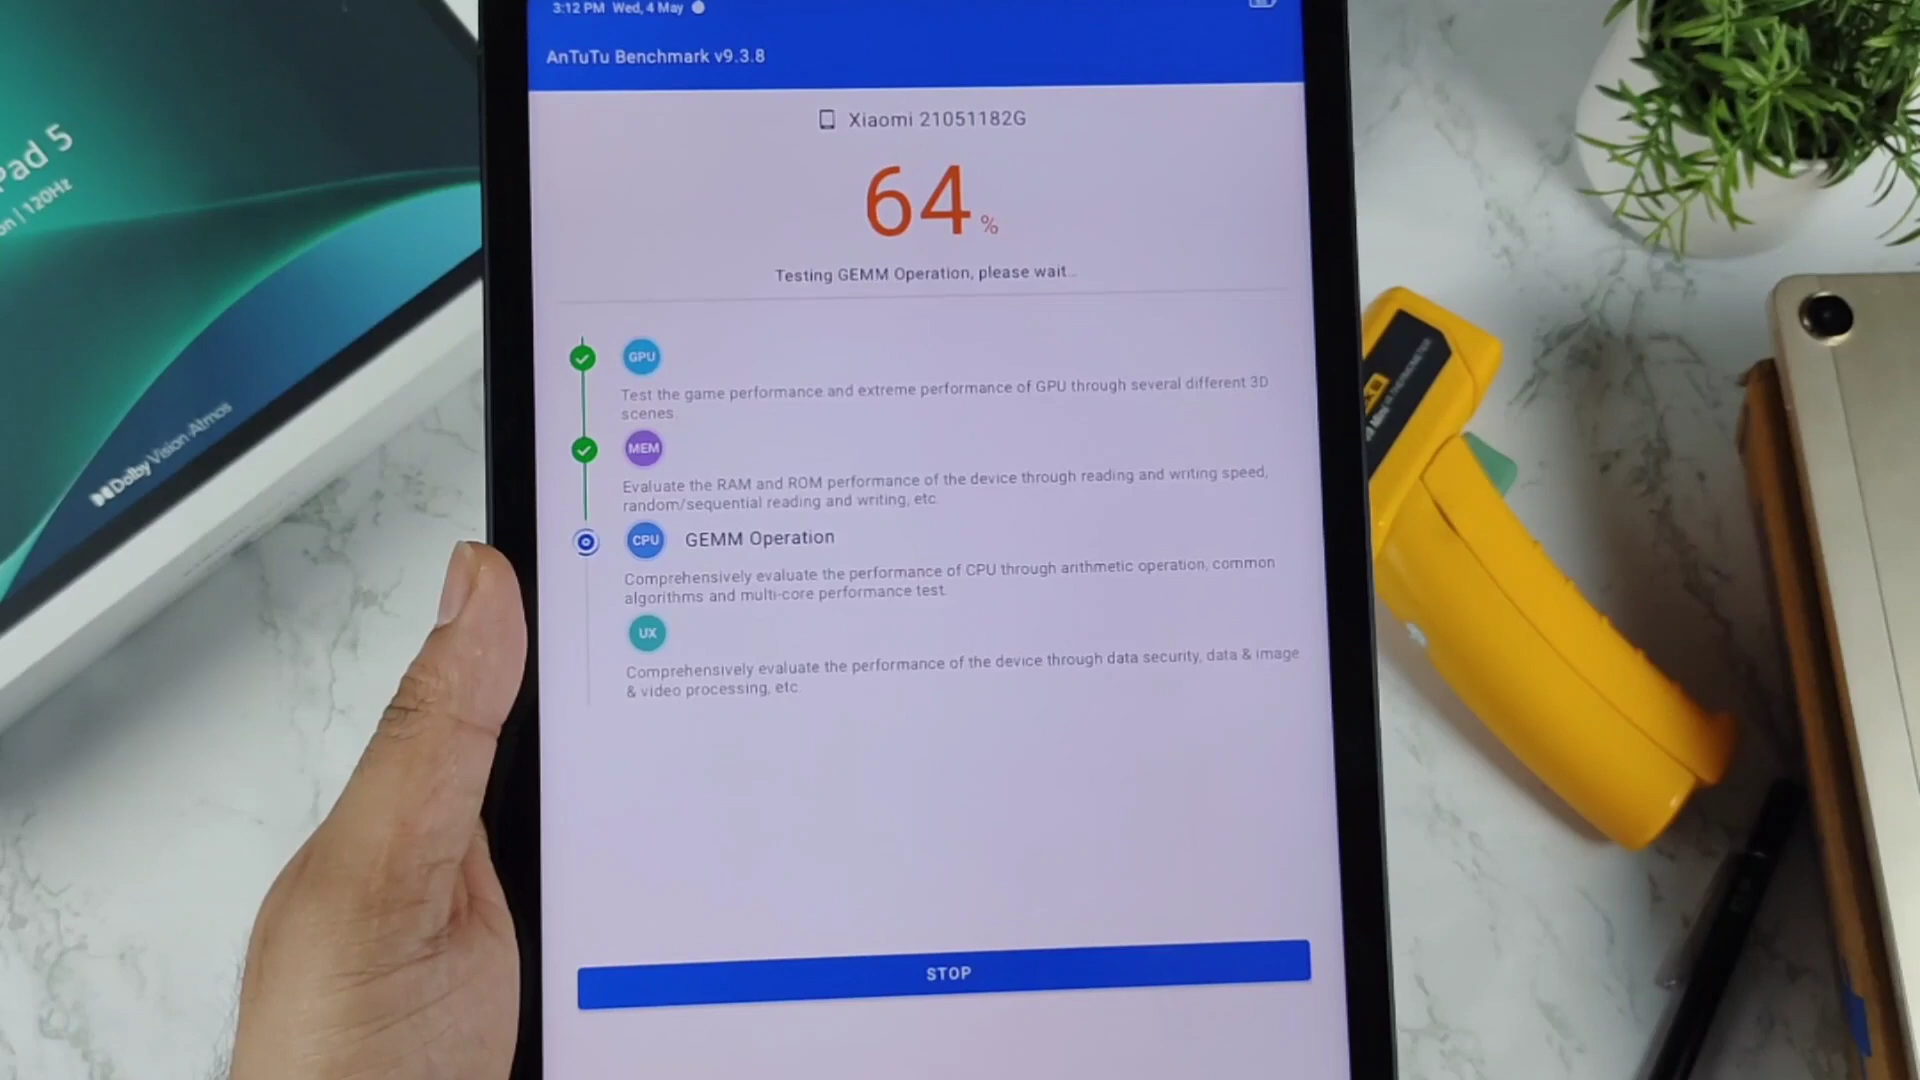 3:12 PM Wed, 4 May
AnTuTu Benchmark v9.3.8
Xiaomi 21051182G
64 %
Testing GEMM Operation, please wait...
GPU
Test the game performance and extreme performance of GPU through several different 3D
scenes
MEM
Evaluate the RAM and ROM performance of the device through reading and writing speed,
random/sequential reading and writing, etc
CPU GEMM Operation
Comprehensively evaluate the performance of CPU through arithmetic operation, common
algorithms and multi-core performance test
UX
Comprehensively evaluate the performance of the device through data security, data & image
& video processing, etc
STOP
Pad 5
on | 120Hz
Dolby Vision·Atmos
THERMOMETER